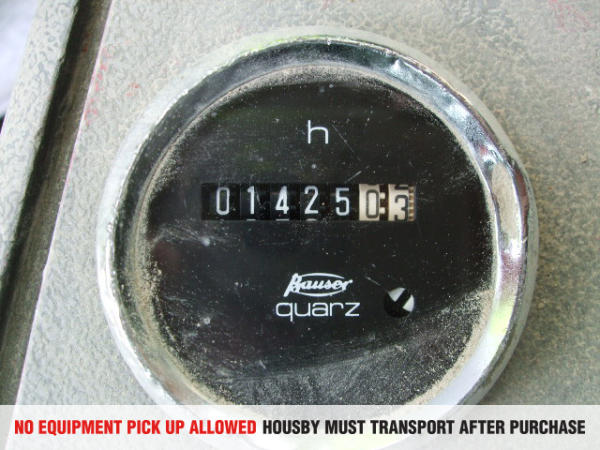 h
0142503
Hauser
quarz
NO EQUIPMENT PICK UP ALLOWED HOUSBY MUST TRANSPORT AFTER PURCHASE